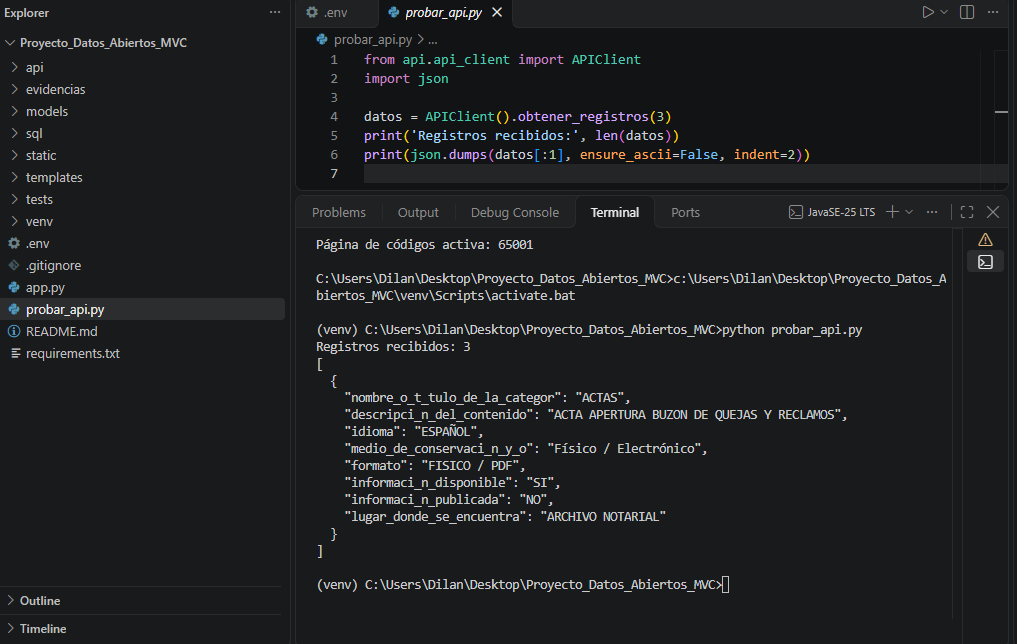 Explorer
Proyecto_Datos_Abiertos_MVC
api
evidencias
models
sql
static
templates
tests
venv
.env
.gitignore
app.py
probar_api.py
README.md
requirements.txt
Outline
Timeline
.env
probar_api.py
probar_api.py > ...
1 from api.api_client import APIClient
2 import json
3
4 datos = APIClient().obtener_registros(3)
5 print('Registros recibidos:', len(datos))
6 print(json.dumps(datos[:1], ensure_ascii=False, indent=2))
7
Problems Output Debug Console Terminal Ports JavaSE-25 LTS
Página de códigos activa: 65001
C:\Users\Dilan\Desktop\Proyecto_Datos_Abiertos_MVC>c:\Users\Dilan\Desktop\Proyecto_Datos_A
biertos_MVC\venv\Scripts\activate.bat
(venv) C:\Users\Dilan\Desktop\Proyecto_Datos_Abiertos_MVC>python probar_api.py
Registros recibidos: 3
[
{
"nombre_o_t_tulo_de_la_categor": "ACTAS",
"descripci_n_del_contenido": "ACTA APERTURA BUZON DE QUEJAS Y RECLAMOS",
"idioma": "ESPAÑOL",
"medio_de_conservaci_n_y_o": "Físico / Electrónico",
"formato": "FISICO / PDF",
"informaci_n_disponible": "SI",
"informaci_n_publicada": "NO",
"lugar_donde_se_encuentra": "ARCHIVO NOTARIAL"
}
]
(venv) C:\Users\Dilan\Desktop\Proyecto_Datos_Abiertos_MVC>